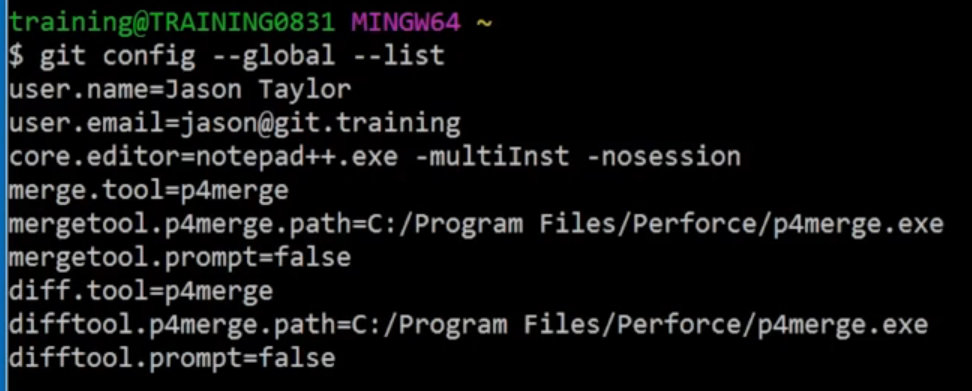 training@TRAINING0831 MINGW64 ~
$ git config --global --list
user.name=Jason Taylor
user.email=jason@git.training
core.editor=notepad++.exe -multiInst -nosession
merge.tool=p4merge
mergetool.p4merge.path=C:/Program Files/Perforce/p4merge.exe
mergetool.prompt=false
diff.tool=p4merge
difftool.p4merge.path=C:/Program Files/Perforce/p4merge.exe
difftool.prompt=false